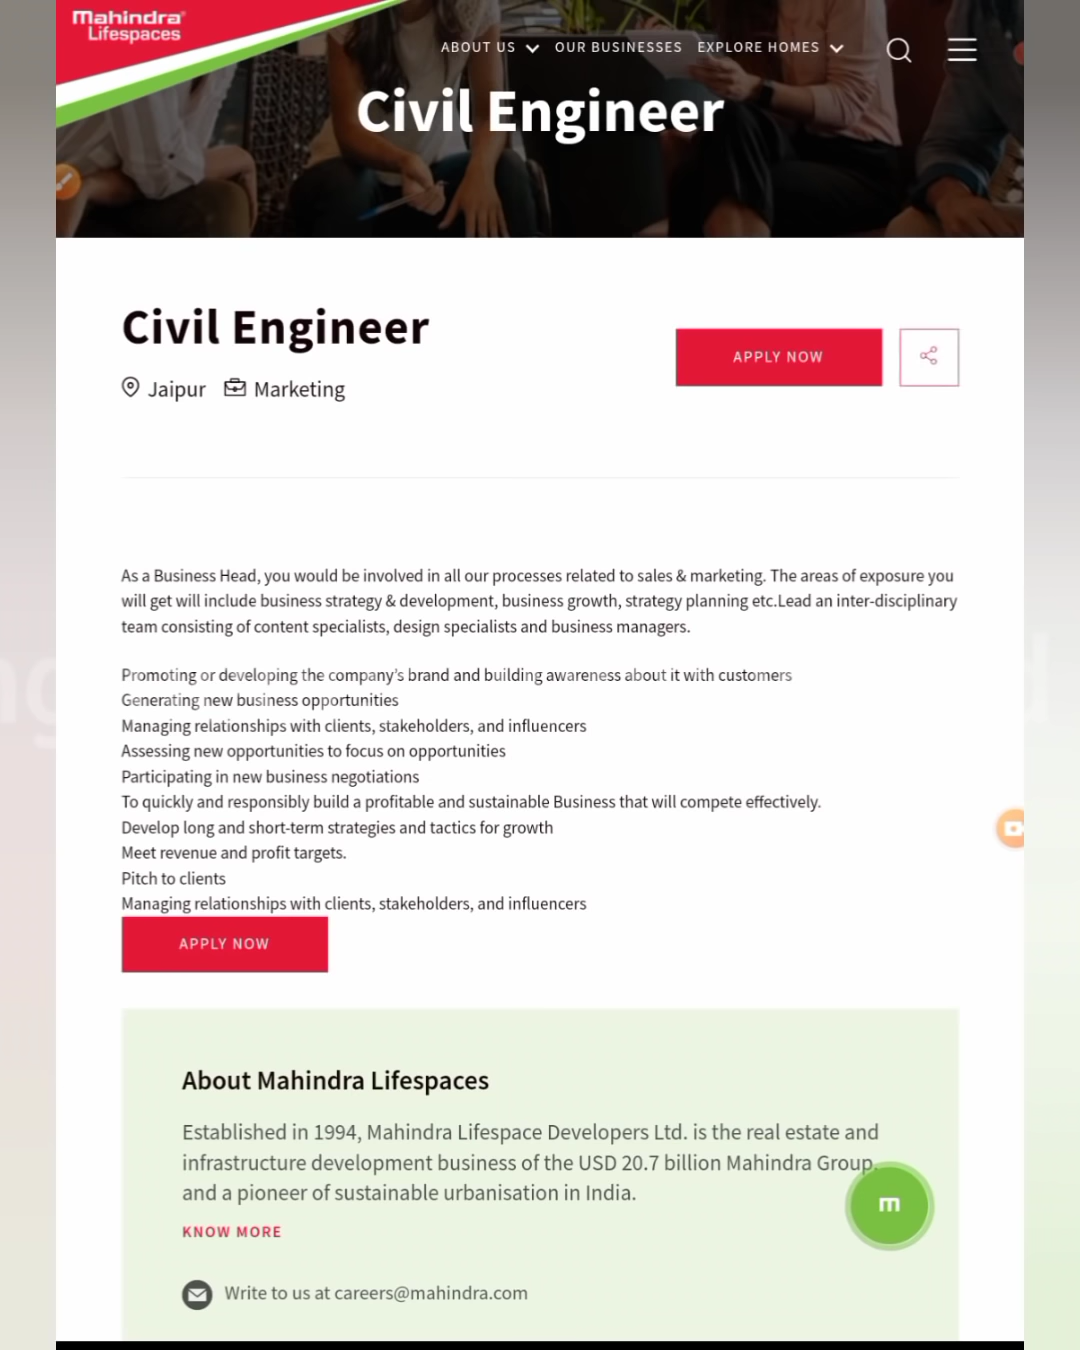 Mahindra
Lifespaces
ABOUT US OUR BUSINESSES EXPLORE HOMES
Civil Engineer
Civil Engineer
APPLY NOW
Jaipur Marketing
As a Business Head, you would be involved in all our processes related to sales & marketing. The areas of exposure you
will get will include business strategy & development, business growth, strategy planning etc.Lead an inter-disciplinary
team consisting of content specialists, design specialists and business managers.
Promoting or developing the company’s brand and building awareness about it with customers
Generating new business opportunities
Managing relationships with clients, stakeholders, and influencers
Assessing new opportunities to focus on opportunities
Participating in new business negotiations
To quickly and responsibly build a profitable and sustainable Business that will compete effectively.
Develop long and short-term strategies and tactics for growth
Meet revenue and profit targets.
Pitch to clients
Managing relationships with clients, stakeholders, and influencers
APPLY NOW
About Mahindra Lifespaces
Established in 1994, Mahindra Lifespace Developers Ltd. is the real estate and
infrastructure development business of the USD 20.7 billion Mahindra Group,
and a pioneer of sustainable urbanisation in India.
m
KNOW MORE
Write to us at careers@mahindra.com